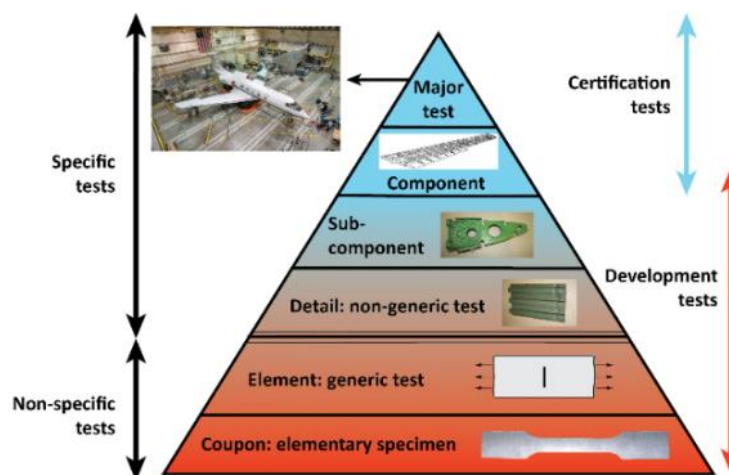 Major
test
Certification
tests
Specific
tests
Component
Sub-
component
Development
tests
Detail: non-generic test
Non-specific
tests
Element: generic test
Coupon: elementary specimen